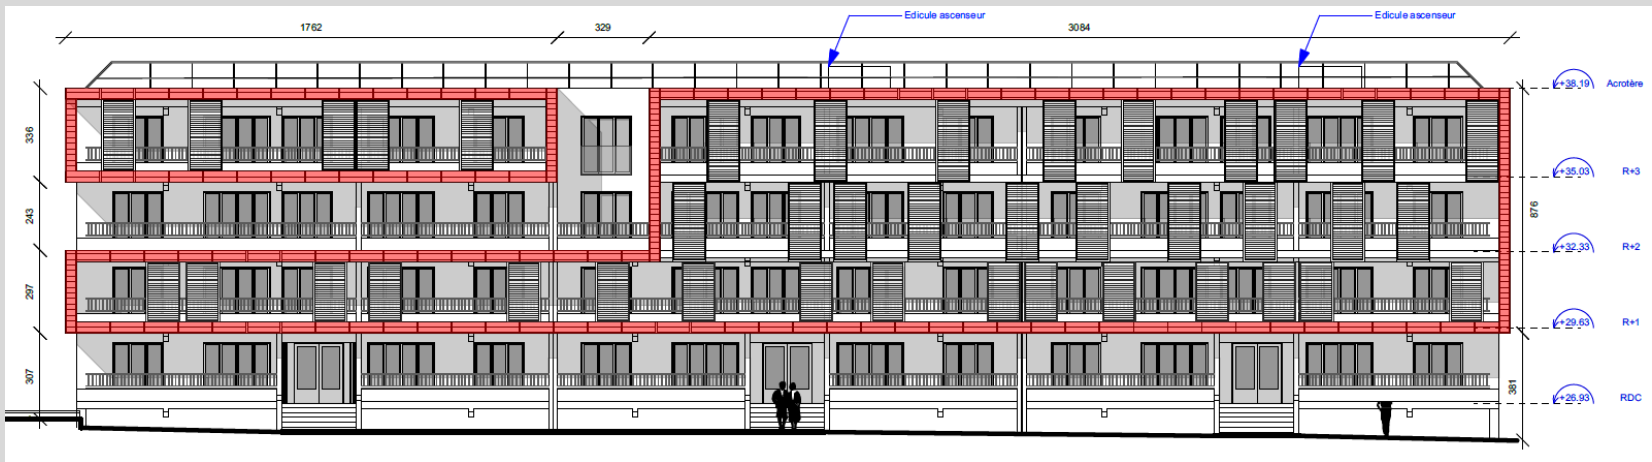 Edicule ascenseur
Edicule ascenseur
1762
329
3084
+38.19 Acrotère
336
+35.03 R+3
243
876
+32.33 R+2
297
+29.63 R+1
307
381
+26.93 RDC